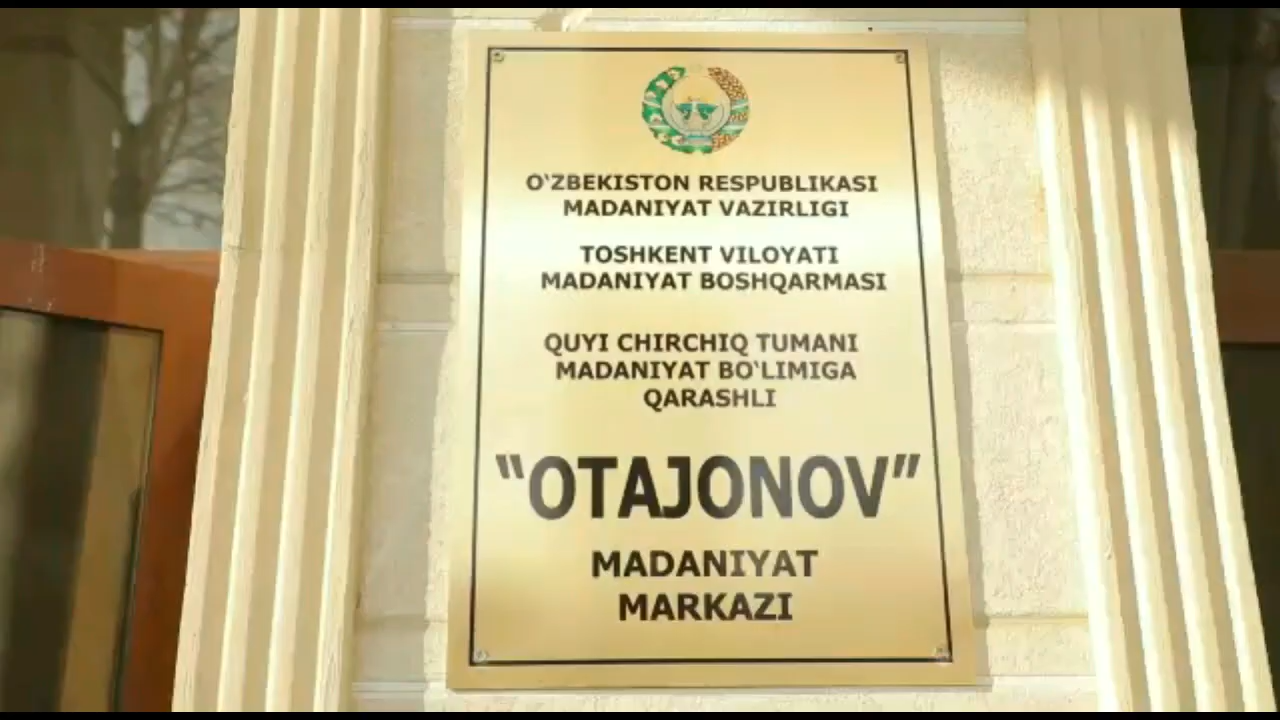 O‘ZBEKISTON RESPUBLIKASI
MADANIYAT VAZIRLIGI
TOSHKENT VILOYATI
MADANIYAT BOSHQARMASI
QUYI CHIRCHIQ TUMANI
MADANIYAT BO‘LIMIGA
QARASHLI
"OTAJONOV"
MADANIYAT
MARKAZI